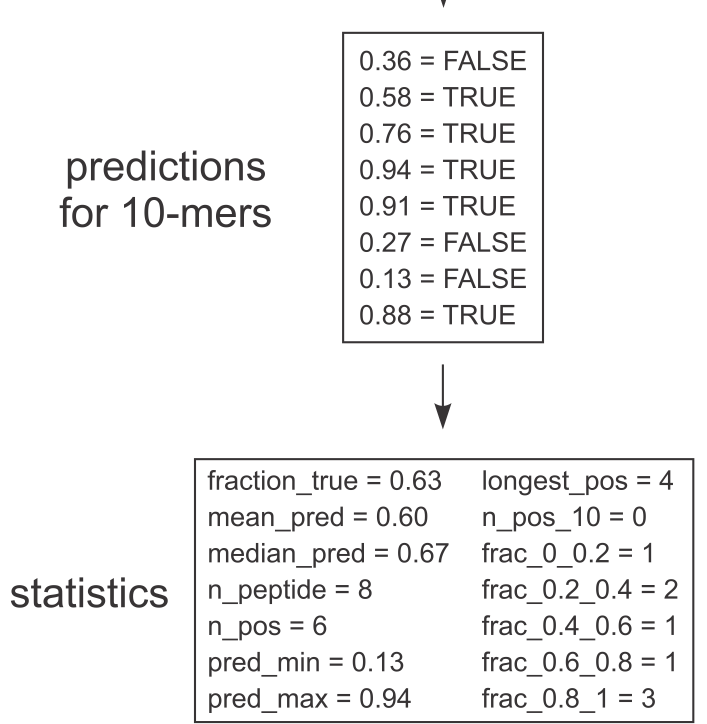 0.36 = FALSE
0.58 = TRUE
0.76 = TRUE
0.94 = TRUE
0.91 = TRUE
0.27 = FALSE
0.13 = FALSE
0.88 = TRUE
predictions
for 10-mers
statistics
fraction_true = 0.63
mean_pred = 0.60
median_pred = 0.67
n_peptide = 8
n_pos = 6
pred_min = 0.13
pred_max = 0.94
longest_pos = 4
n_pos_10 = 0
frac_0_0.2 = 1
frac_0.2_0.4 = 2
frac_0.4_0.6 = 1
frac_0.6_0.8 = 1
frac_0.8_1 = 3